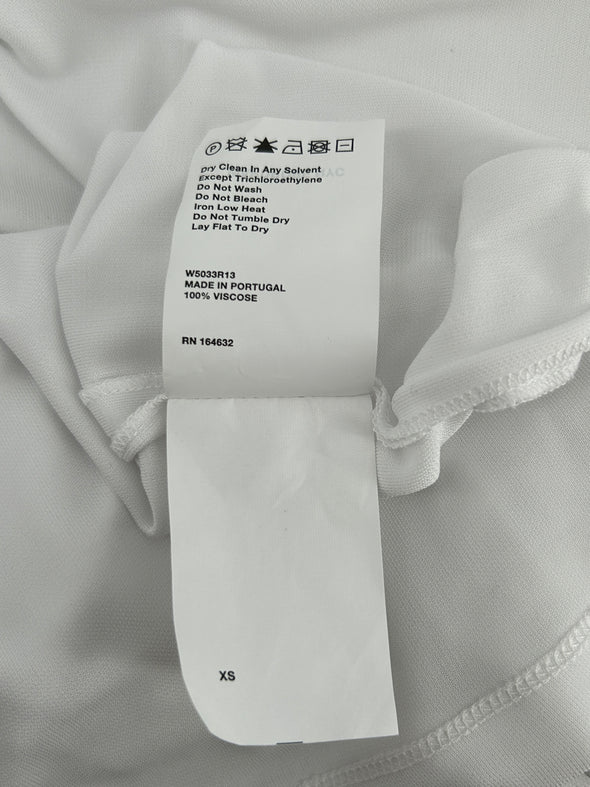 P
Dry Clean In Any Solvent
Except Trichloroethylene
Do Not Wash
Do Not Bleach
Iron Low Heat
Do Not Tumble Dry
Lay Flat To Dry
W5033R13
MADE IN PORTUGAL
100% VISCOSE
RN 164632
XS